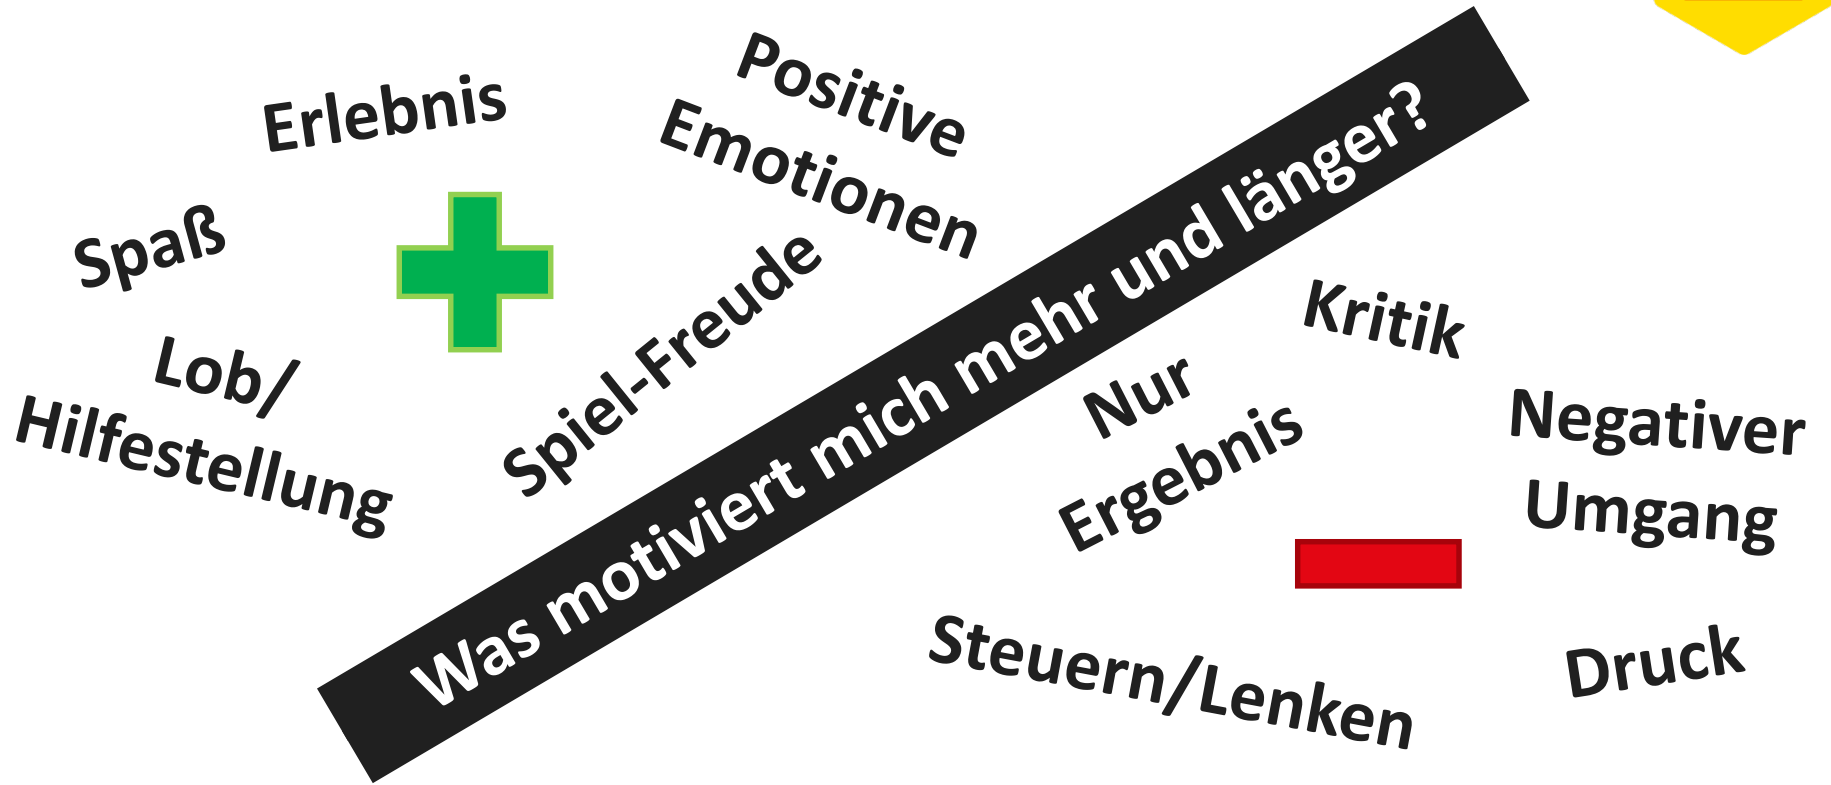 Erlebnis
Positive
Emotionen
Spaß
Lob/
Hilfestellung
Spiel-Freude
Was motiviert mich mehr und länger?
Kritik
Nur
Ergebnis
Negativer
Umgang
Steuern/Lenken
Druck